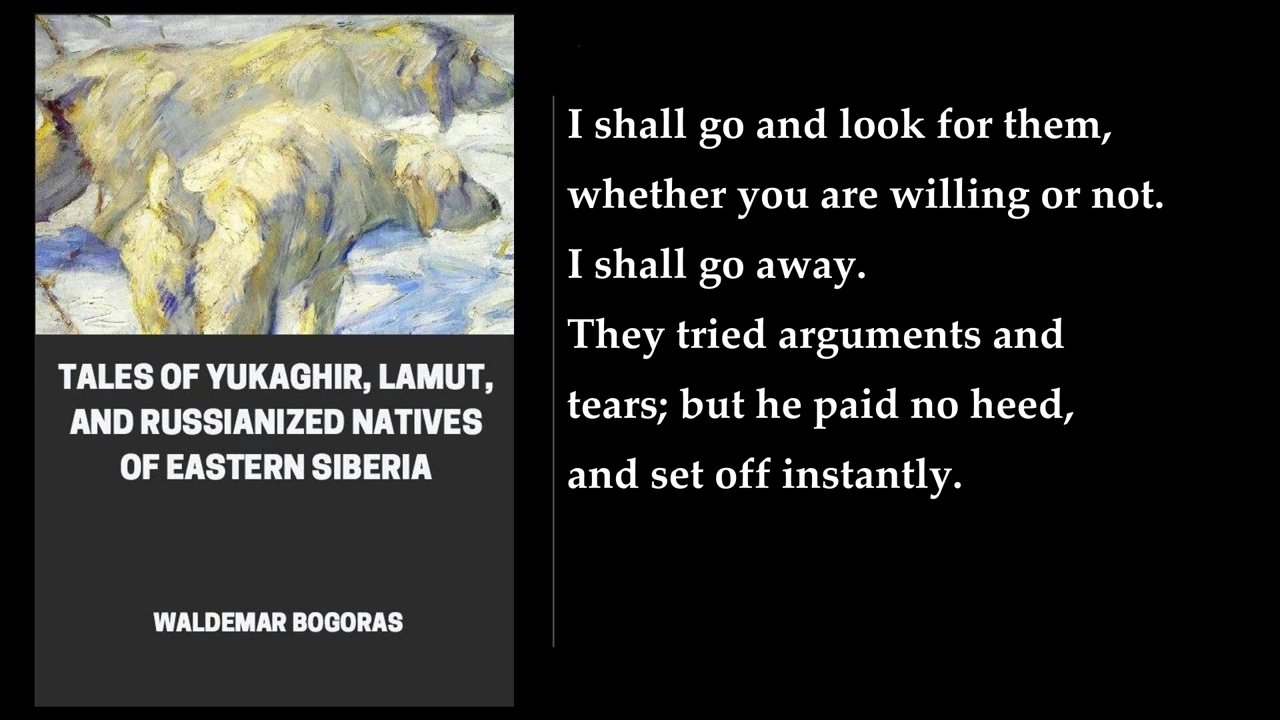 TALES OF YUKAGHIR, LAMUT,
AND RUSSIANIZED NATIVES
OF EASTERN SIBERIA
WALDEMAR BOGORAS
I shall go and look for them,
whether you are willing or not.
I shall go away.
They tried arguments and
tears; but he paid no heed,
and set off instantly.